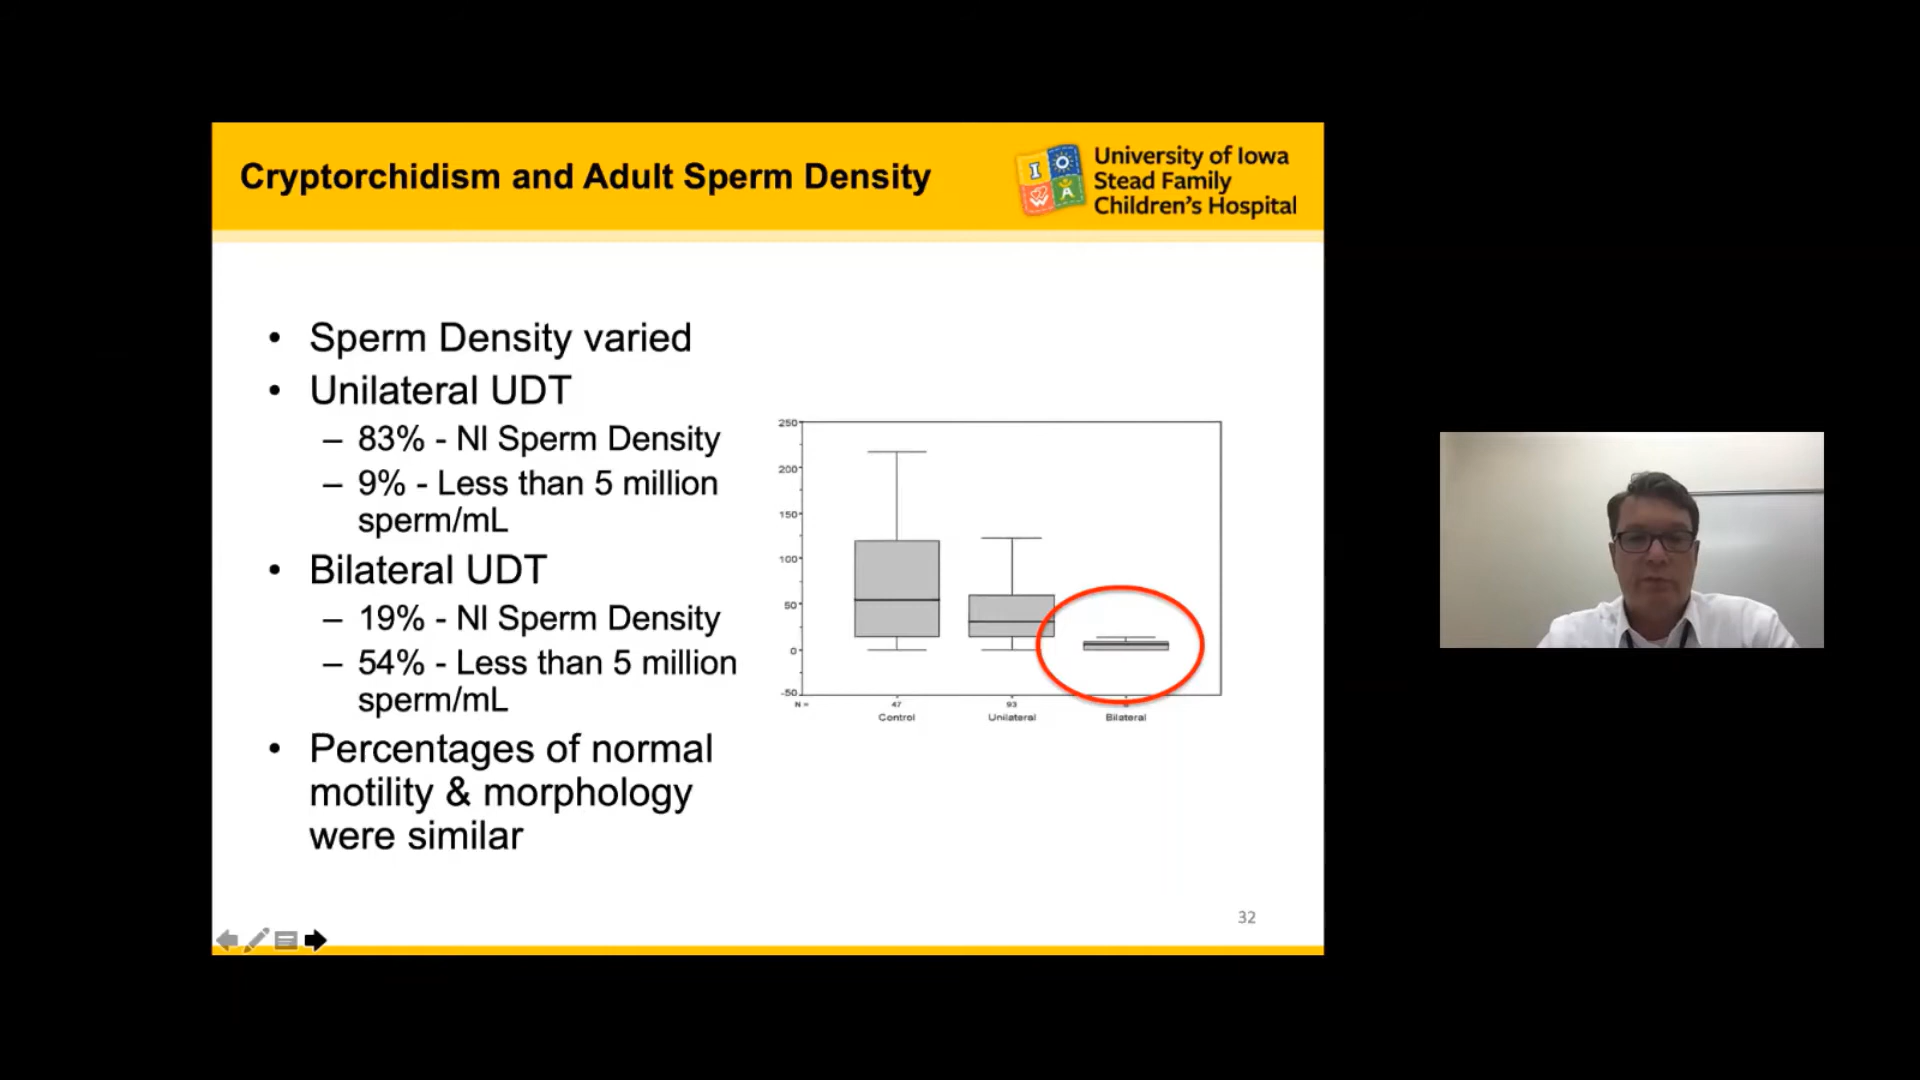 Cryptorchidism and Adult Sperm Density
University of Iowa
Stead Family
Children's Hospital
I
A
• Sperm Density varied
• Unilateral UDT
– 83% - Nl Sperm Density
– 9% - Less than 5 million
sperm/mL
• Bilateral UDT
– 19% - Nl Sperm Density
– 54% - Less than 5 million
sperm/mL
• Percentages of normal
motility & morphology
were similar
250
200
150
100
50
0
-50
N = 47 93
Control Unilateral Bilateral
32